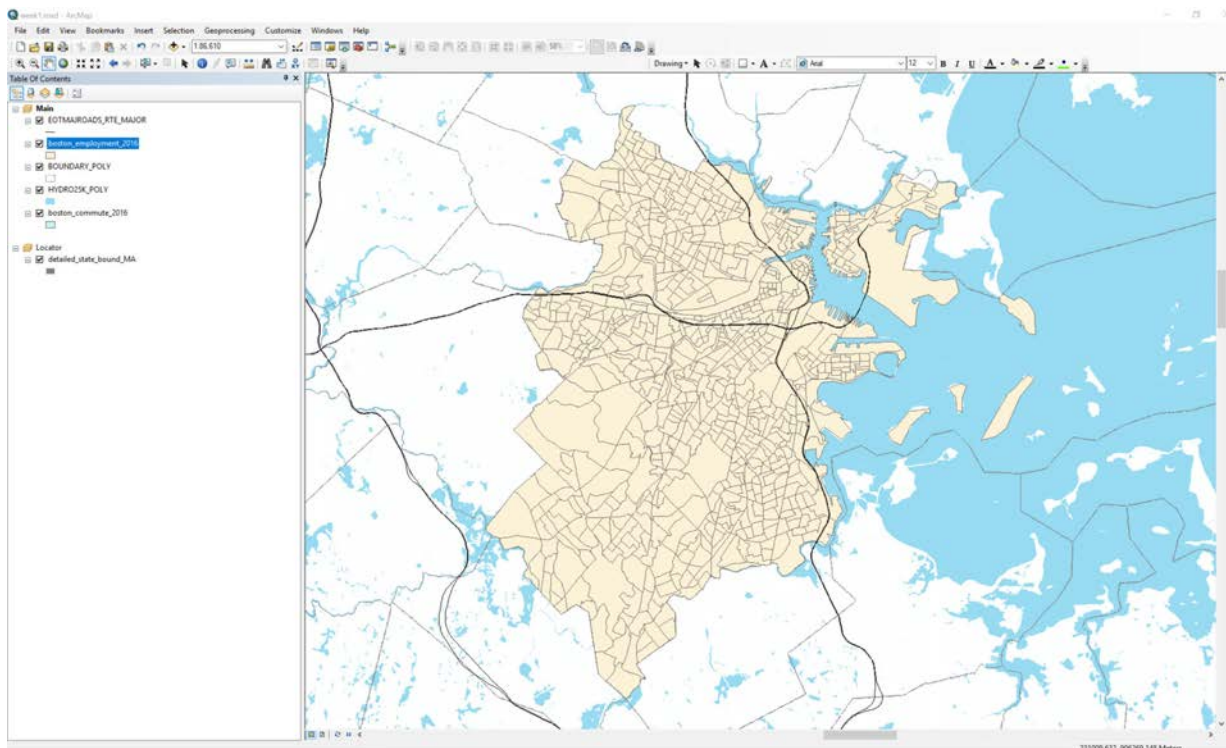 week1.mxd - ArcMap
File Edit View Bookmarks Insert Selection Geoprocessing Customize Windows Help
1:86,610
58%
Drawing
Arial
12
B I U A
Table Of Contents
Main
EOTMAJROADS_RTE_MAJOR
boston_employment_2016
BOUNDARY_POLY
HYDRO25K_POLY
boston_commute_2016
Locator
detailed_state_bound_MA